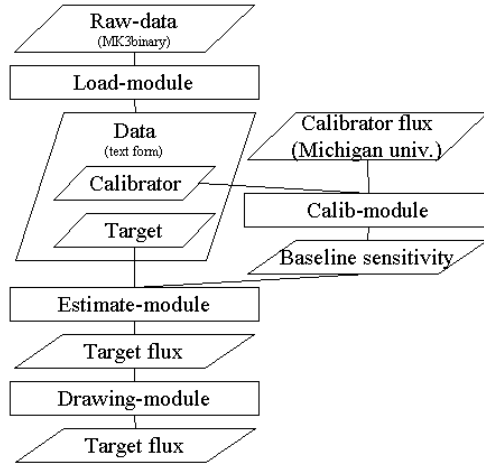 Raw-data
(MK3binary)
Load-module
Data
(text form)
Calibrator
Target
Calibrator flux
(Michigan univ.)
Calib-module
Baseline sensitivity
Estimate-module
Target flux
Drawing-module
Target flux